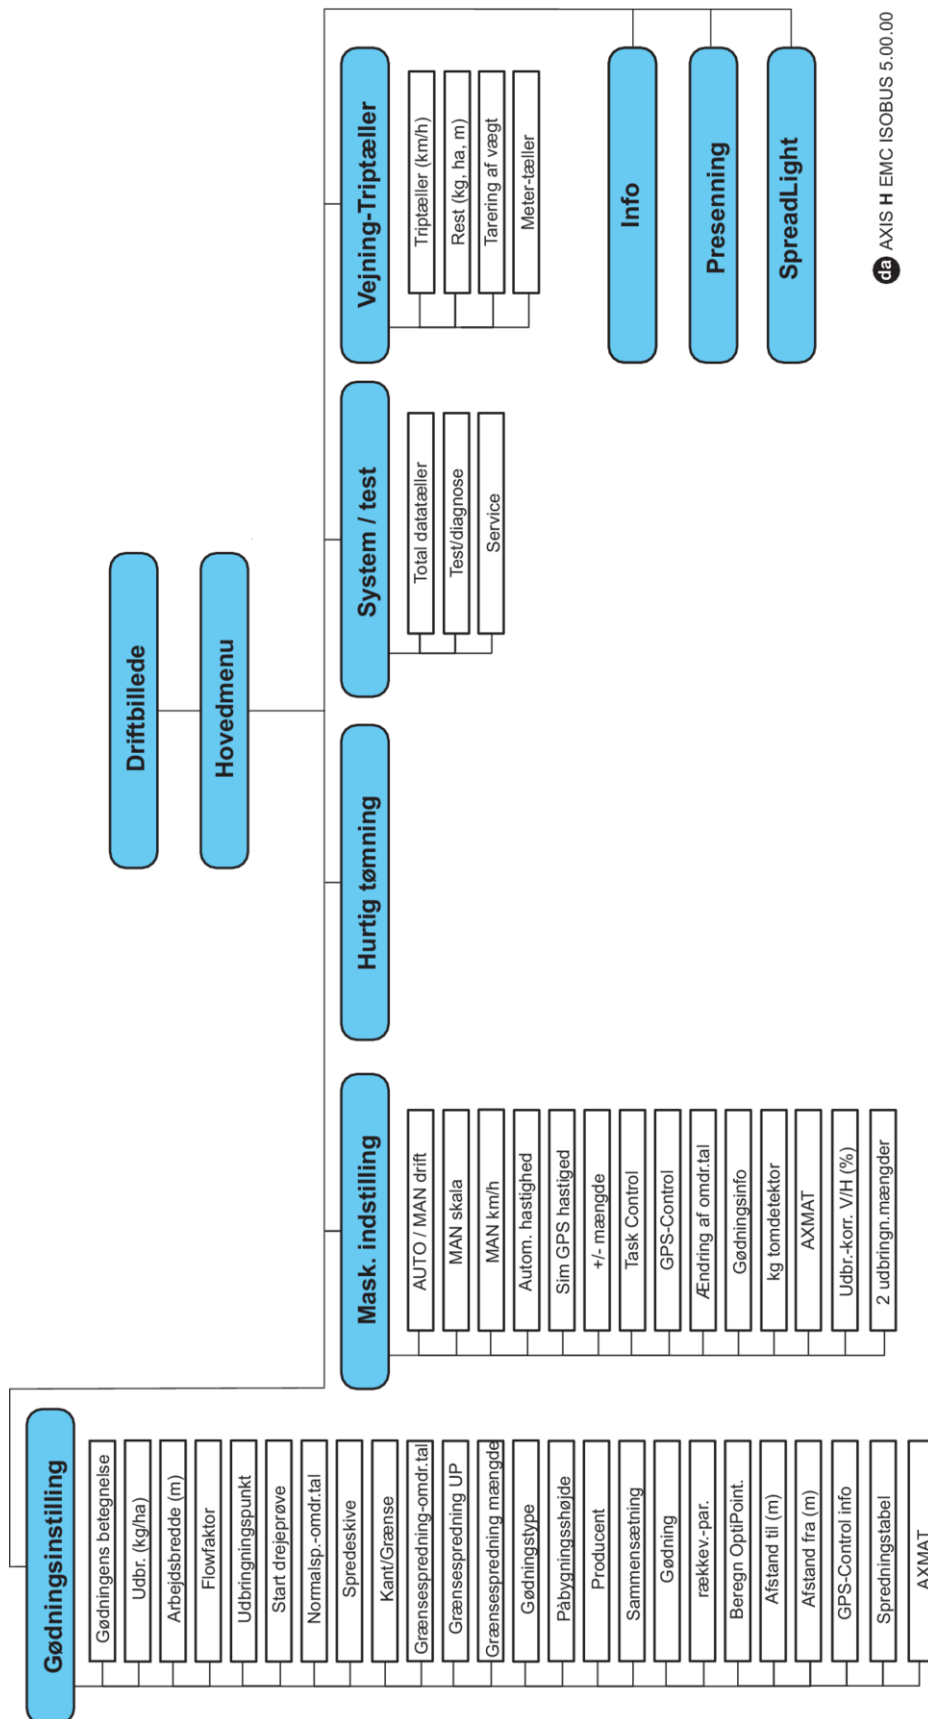 Driftbillede
Hovedmenu
Gødningsinstilling
Gødningens betegnelse
Udbr. (kg/ha)
Arbejdsbredde (m)
Flowfaktor
Udbringningspunkt
Start drejeprøve
Normalsp.-omdr.tal
Spredeskive
Kant/Grænse
Grænsespredning-omdr.tal
Grænsespredning UP
Grænsespredning mængde
Gødningstype
Påbygningsshøjde
Producent
Sammensætning
Gødning
rækkev.-par.
Beregn OptiPoint.
Afstand til (m)
Afstand fra (m)
GPS-Control info
Spredningstabel
AXMAT
Mask. indstilling
AUTO / MAN drift
MAN skala
MAN km/h
Autom. hastighed
Sim GPS hastiged
+/- mængde
Task Control
GPS-Control
Ændring af omdr.tal
Gødningsinfo
kg tomdetektor
AXMAT
Udbr.-korr. V/H (%)
2 udbringn.mængder
Hurtig tømning
System / test
Total datatæller
Test/diagnose
Service
Vejning-Triptæller
Triptæller (km/h)
Rest (kg, ha, m)
Tarering af vægt
Meter-tæller
Info
Presenning
SpreadLight
da AXIS H EMC ISOBUS 5.00.00